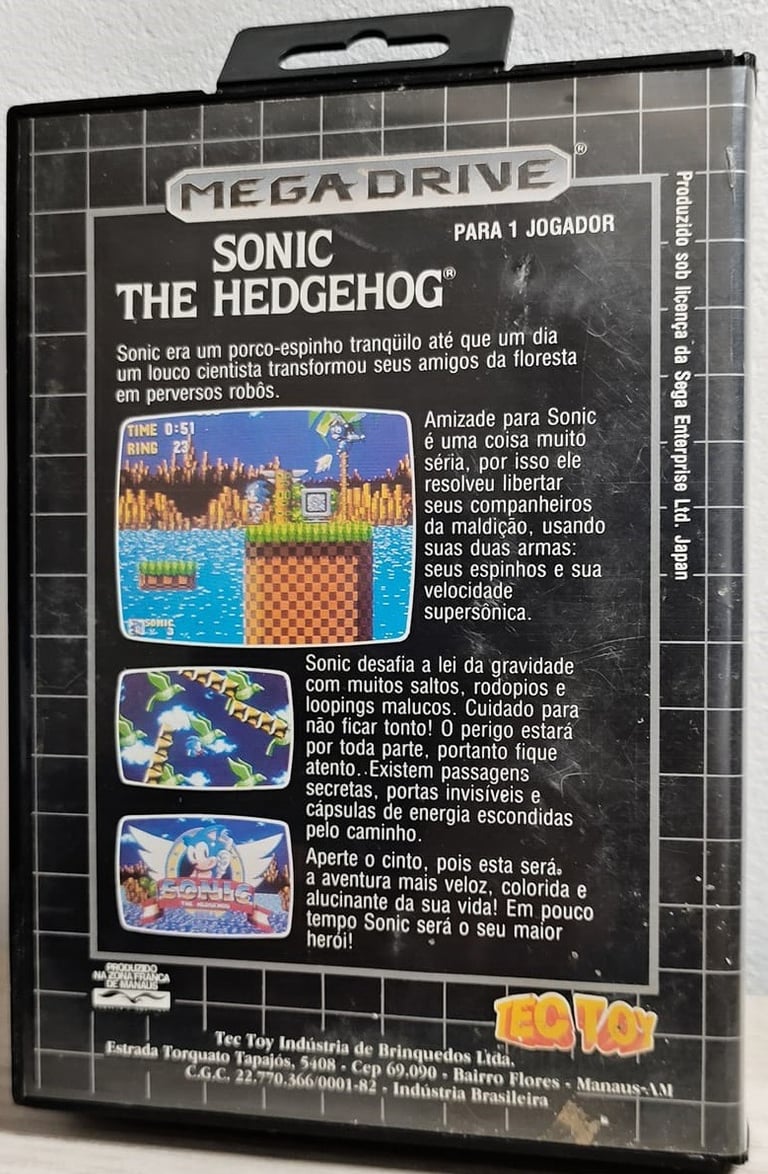 MEGA DRIVE®
PARA 1 JOGADOR
SONIC
THE HEDGEHOG®
Sonic era um porco-espinho tranqüilo até que um dia
um louco cientista transformou seus amigos da floresta
em perversos robôs.
TIME 0:51
RING 23
SONIC
3
Amizade para Sonic
é uma coisa muito
séria, por isso ele
resolveu libertar
seus companheiros
da maldição, usando
suas duas armas:
seus espinhos e sua
velocidade
supersônica.
Sonic desafia a lei da gravidade
com muitos saltos, rodopios e
loopings malucos. Cuidado para
não ficar tonto! O perigo estará
por toda parte, portanto fique
atento..Existem passagens
secretas, portas invisíveis e
cápsulas de energia escondidas
pelo caminho.
SONIC
THE HEDGEHOG
Aperte o cinto, pois esta será
a aventura mais veloz, colorida e
alucinante da sua vida! Em pouco
tempo Sonic será o seu maior
herói!
Produzido sob licença da Sega Enterprise Ltd. Japan
PRODUZIDO
NA ZONA FRANCA
DE MANAUS
TEC TOY
Tec Toy Indústria de Brinquedos Ltda.
Estrada Torquato Tapajós, 5408 - Cep 69.090 - Bairro Flores - Manaus-AM
C.G.C. 22.770.366/0001-82 - Indústria Brasileira